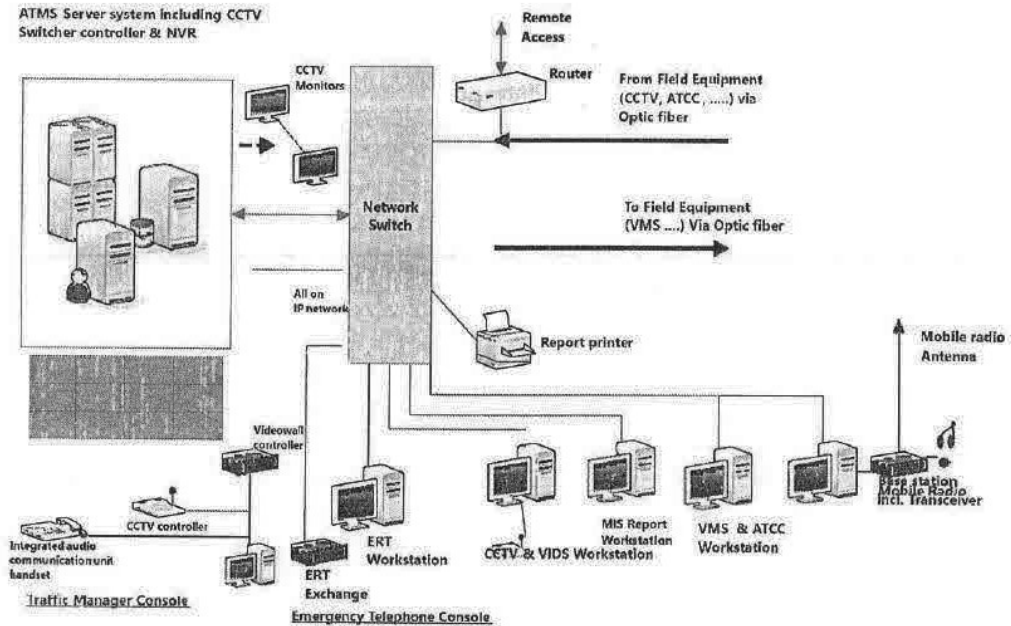 ATMS Server system including CCTV
Switcher controller & NVR
CCTV
Monitors
Remote
Access
Router
From Field Equipment
(CCTV, ATCC, .....) via
Optic fiber
Network
Switch
To Field Equipment
(VMS ....) Via Optic fiber
All on
IP network
Report printer
Mobile radio
Antenna
Videowall
controller
CCTV controller
Integrated audio
communication unit
handset
Traffic Manager Console
ERT
Workstation
ERT
Exchange
Emergency Telephone Console
CCTV & VIDS Workstation
MIS Report
Workstation
VMS & ATCC
Workstation
Base station
Mobile Radio
incl. Transceiver